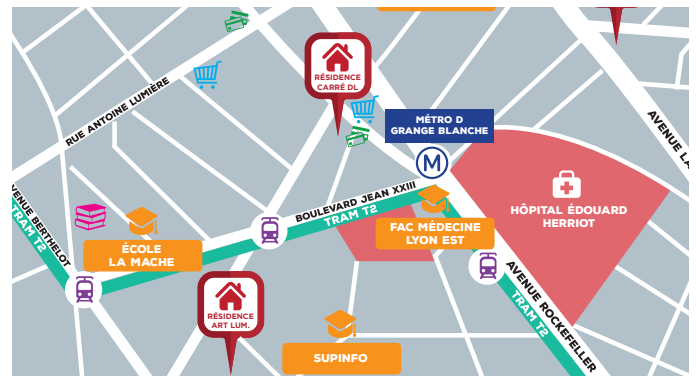 RÉSIDENCE
CARRÉ DL
RUE ANTOINE LUMIÈRE
MÉTRO D
GRANGE BLANCHE
M
AVENUE LA
BOULEVARD JEAN XXIII
TRAM T2
HÔPITAL ÉDOUARD
HERRIOT
AVENUE BERTHELOT
TRAM T2
ÉCOLE
LA MACHE
FAC MÉDECINE
LYON EST
AVENUE ROCKEFELLER
TRAM T2
RÉSIDENCE
ART LUM.
SUPINFO